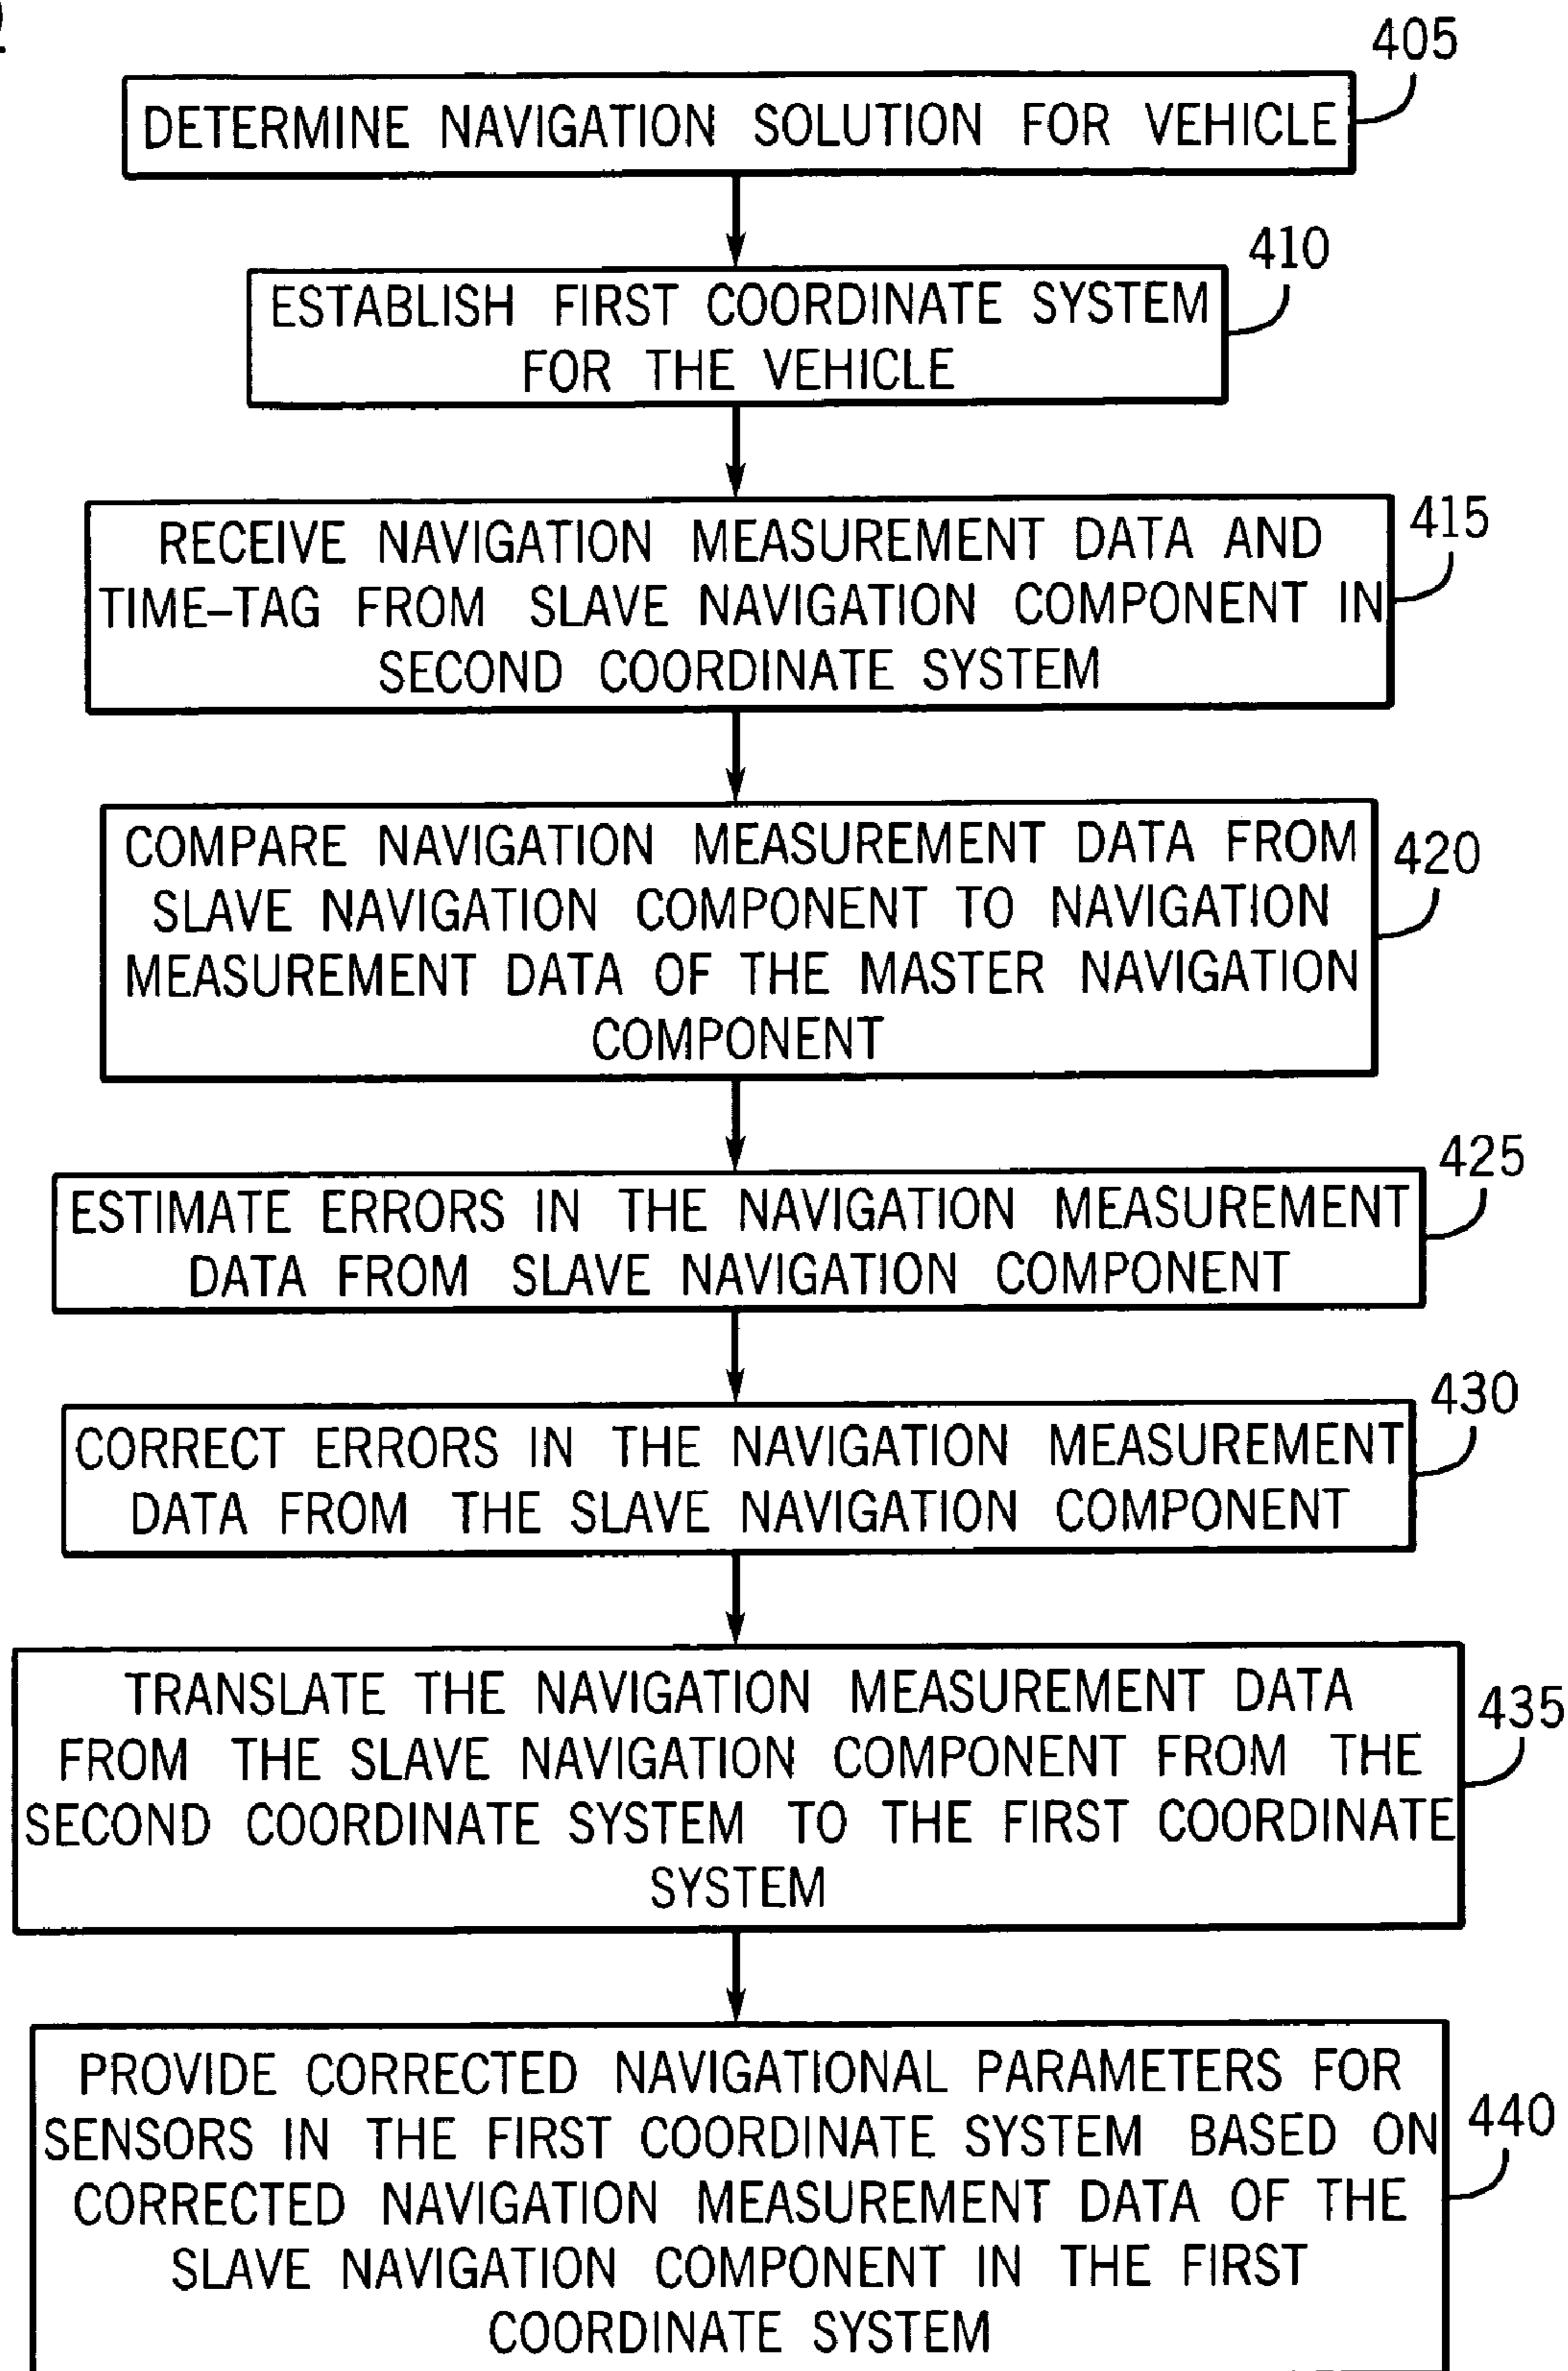 405
DETERMINE NAVIGATION SOLUTION FOR VEHICLE
410
ESTABLISH FIRST COORDINATE SYSTEM
FOR THE VEHICLE
415
RECEIVE NAVIGATION MEASUREMENT DATA AND
TIME–TAG FROM SLAVE NAVIGATION COMPONENT IN
SECOND COORDINATE SYSTEM
420
COMPARE NAVIGATION MEASUREMENT DATA FROM
SLAVE NAVIGATION COMPONENT TO NAVIGATION
MEASUREMENT DATA OF THE MASTER NAVIGATION
COMPONENT
425
ESTIMATE ERRORS IN THE NAVIGATION MEASUREMENT
DATA FROM SLAVE NAVIGATION COMPONENT
430
CORRECT ERRORS IN THE NAVIGATION MEASUREMENT
DATA FROM THE SLAVE NAVIGATION COMPONENT
435
TRANSLATE THE NAVIGATION MEASUREMENT DATA
FROM THE SLAVE NAVIGATION COMPONENT FROM THE
SECOND COORDINATE SYSTEM TO THE FIRST COORDINATE
SYSTEM
440
PROVIDE CORRECTED NAVIGATIONAL PARAMETERS FOR
SENSORS IN THE FIRST COORDINATE SYSTEM BASED ON
CORRECTED NAVIGATION MEASUREMENT DATA OF THE
SLAVE NAVIGATION COMPONENT IN THE FIRST
COORDINATE SYSTEM